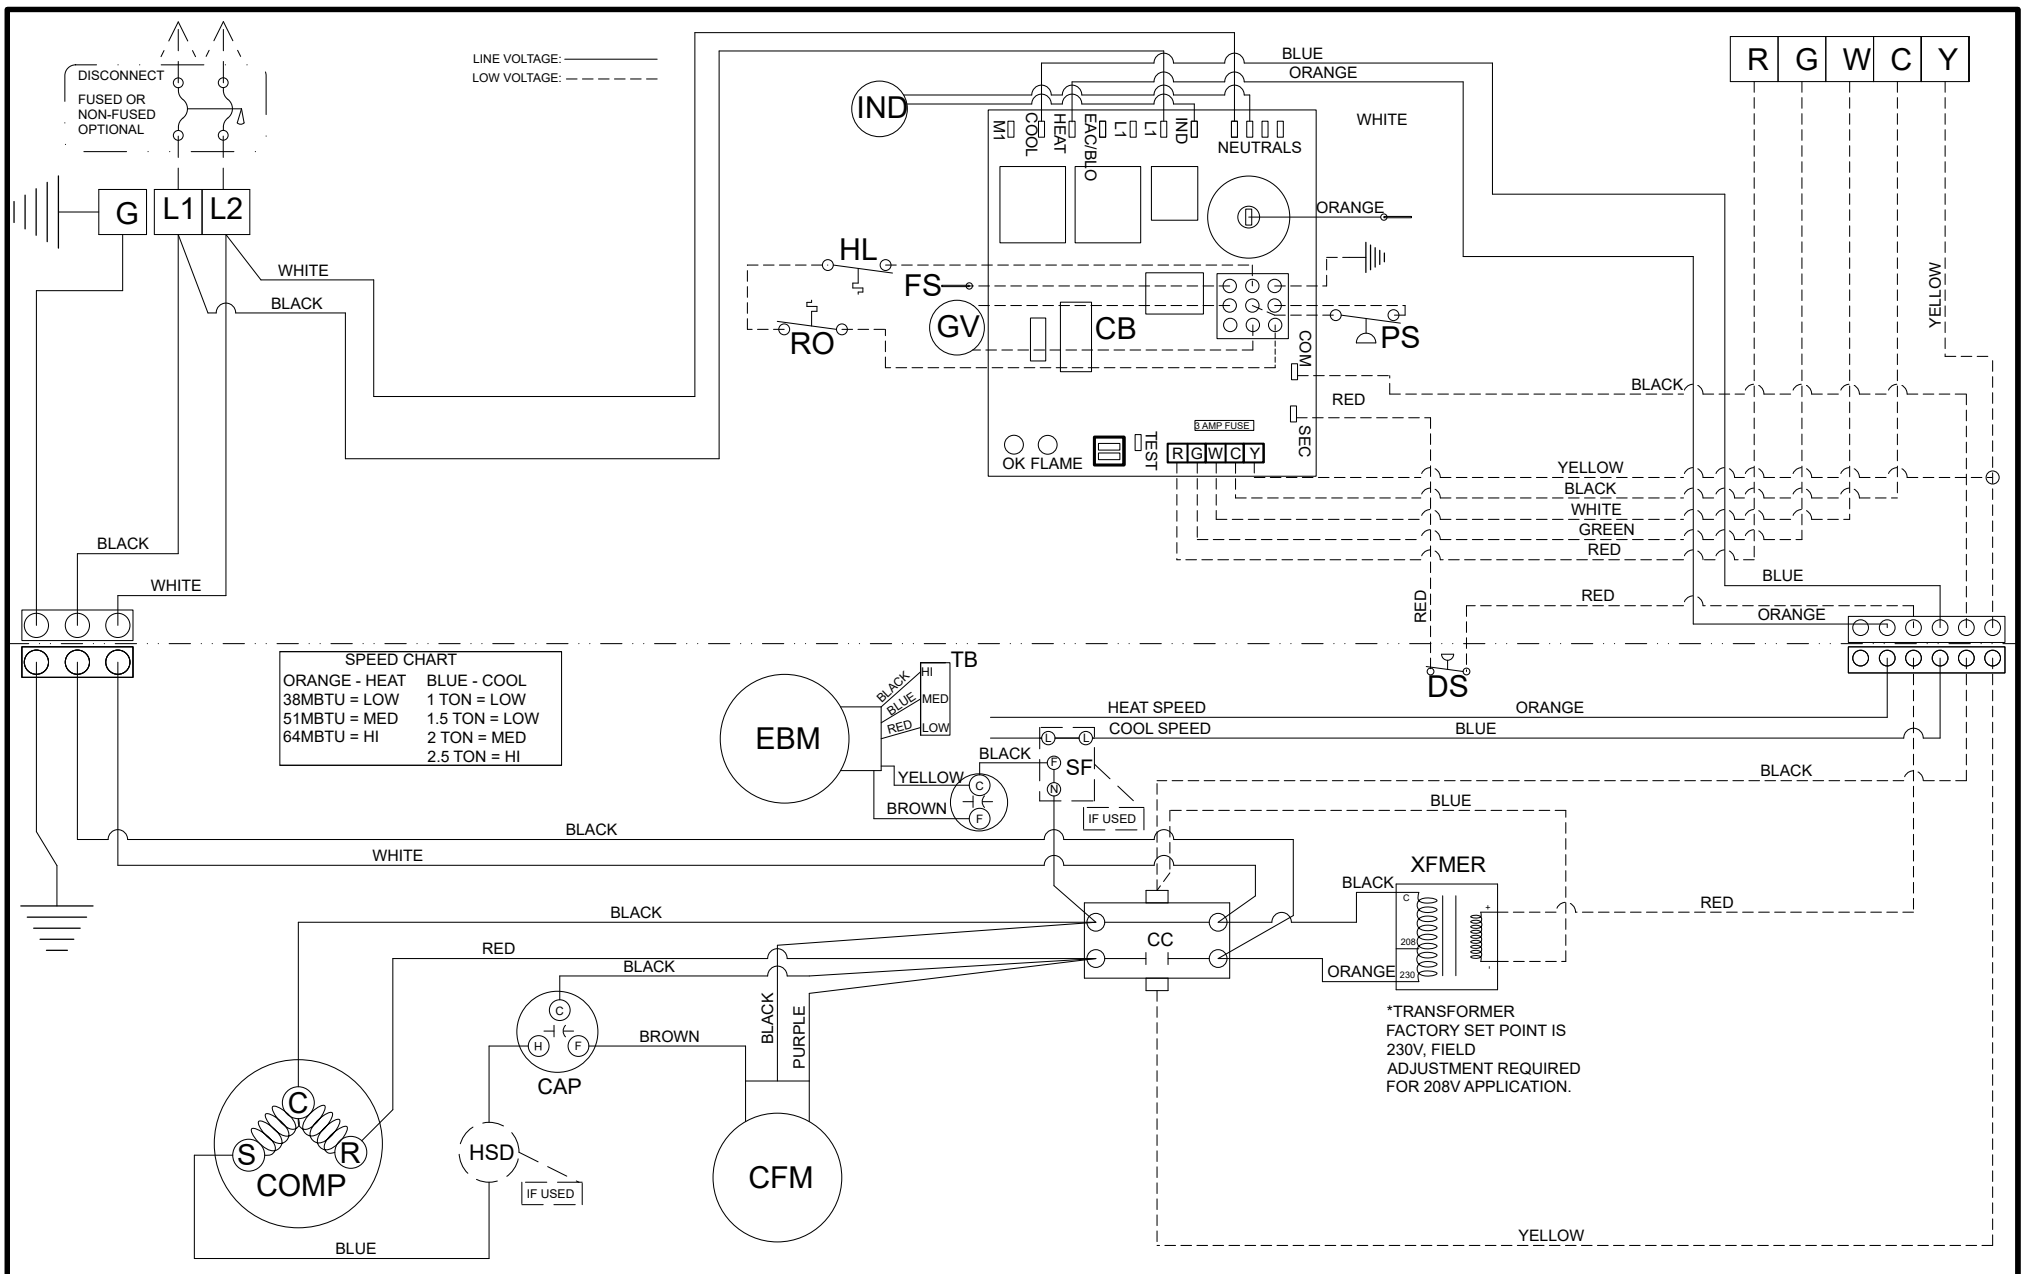 DISCONNECT
FUSED OR
NON-FUSED
OPTIONAL
LINE VOLTAGE:
LOW VOLTAGE:
G
L1
L2
WHITE
BLACK
BLACK
WHITE
IND
BLUE
ORANGE
WHITE
M1
COOL
HEAT
EAC/BLO
L1
L1
IND
NEUTRALS
ORANGE
HL
FS
GV
RO
CB
PS
COM
SEC
RED
3 AMP FUSE
OK FLAME
TEST
R G W C Y
R G W C Y
YELLOW
BLACK
YELLOW
BLACK
WHITE
GREEN
RED
BLUE
RED
RED
ORANGE
DS
SPEED CHART
ORANGE - HEAT BLUE - COOL
38MBTU = LOW 1 TON = LOW
51MBTU = MED 1.5 TON = LOW
64MBTU = HI 2 TON = MED
2.5 TON = HI
EBM
BLACK
BLUE
RED
TB
HI
MED
LOW
YELLOW
BROWN
C
F
BLACK
HEAT SPEED
ORANGE
COOL SPEED
BLUE
L
L
F
SF
N
IF USED
BLACK
BLUE
BLACK
WHITE
XFMER
BLACK
C
208
230
+
-
ORANGE
RED
CC
*TRANSFORMER
FACTORY SET POINT IS
230V, FIELD
ADJUSTMENT REQUIRED
FOR 208V APPLICATION.
BLACK
RED
BLACK
C
H
F
CAP
BROWN
BLACK
PURPLE
C
S
R
COMP
HSD
IF USED
CFM
BLUE
YELLOW